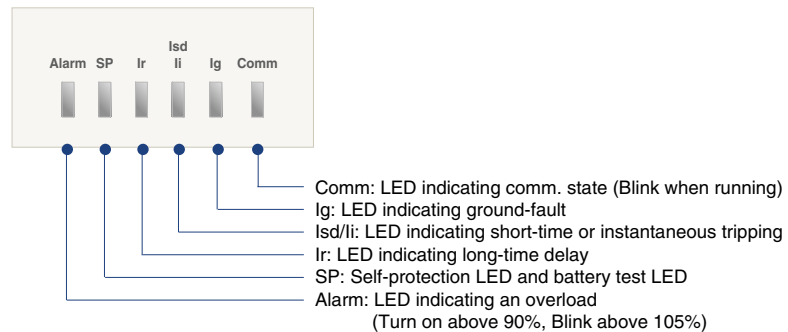 Isd
Alarm SP Ir Ii Ig Comm
Comm: LED indicating comm. state (Blink when running)
Ig: LED indicating ground-fault
Isd/Ii: LED indicating short-time or instantaneous tripping
Ir: LED indicating long-time delay
SP: Self-protection LED and battery test LED
Alarm: LED indicating an overload
(Turn on above 90%, Blink above 105%)